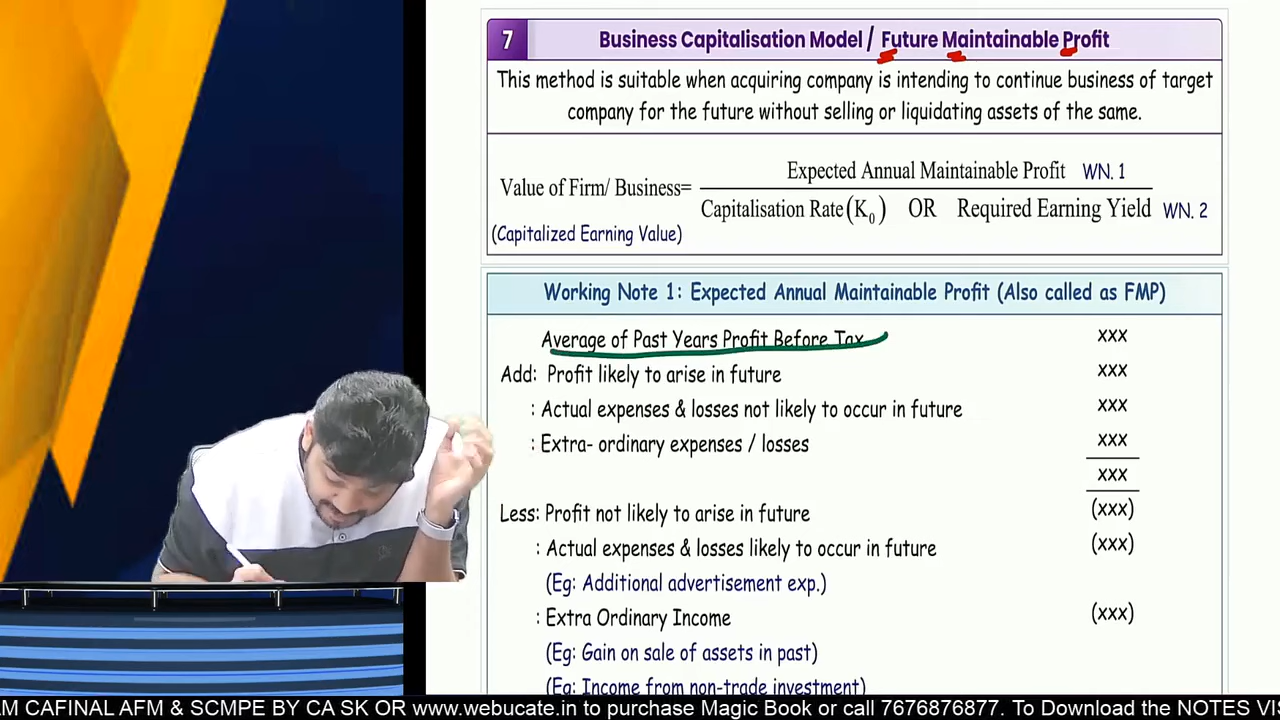 7 Business Capitalisation Model / Future Maintainable Profit
This method is suitable when acquiring company is intending to continue business of target
company for the future without selling or liquidating assets of the same.
Expected Annual Maintainable Profit WN. 1
Value of Firm/ Business=
Capitalisation Rate (K₀) OR Required Earning Yield WN. 2
(Capitalized Earning Value)
Working Note 1: Expected Annual Maintainable Profit (Also called as FMP)
Average of Past Years Profit Before Tax xxx
Add: Profit likely to arise in future xxx
: Actual expenses & losses not likely to occur in future xxx
: Extra- ordinary expenses / losses xxx
xxx
Less: Profit not likely to arise in future (xxx)
: Actual expenses & losses likely to occur in future (xxx)
(Eg: Additional advertisement exp.)
: Extra Ordinary Income (xxx)
(Eg: Gain on sale of assets in past)
(Eg: Income from non-trade investment)
AM CAFINAL AFM & SCMPE BY CA SK OR www.webucate.in to purchase Magic Book or call 7676876877. To Download the NOTES VIS